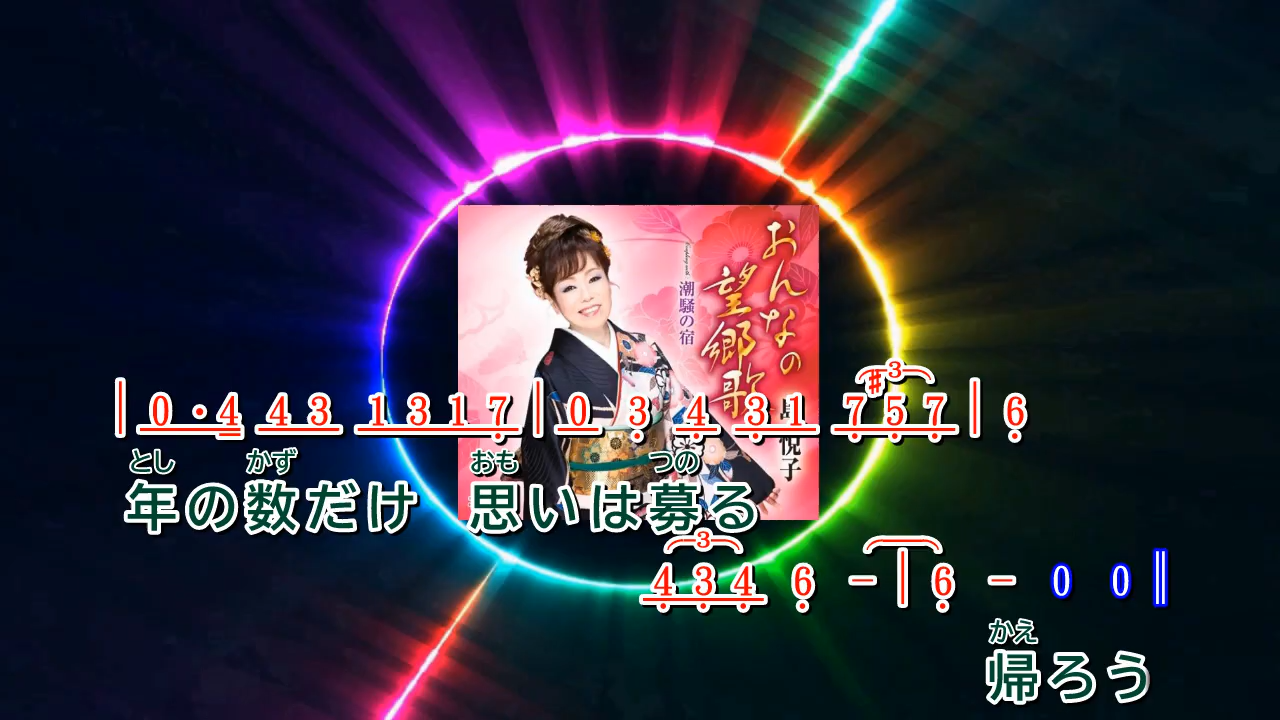 おんなの
望郷歌
潮騒の宿
悦子
| 0 · 4 4 3 1 3 1 7 | 0 3 4 3 1 7 #5 7 | 6
3
とし かず おも つの
年の数だけ 思いは募る
3
4 3 4 6 − | 6 − 0 0 ‖
かえ
帰ろう